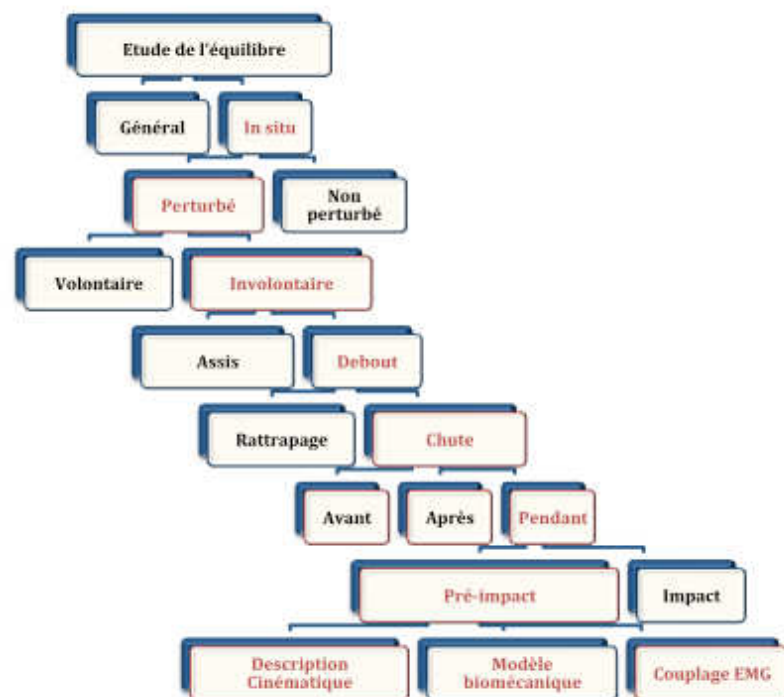 Etude de l'équilibre
Général
In situ
Perturbé
Non
perturbé
Volontaire
Involontaire
Assis
Debout
Rattrapage
Chute
Avant
Après
Pendant
Pré-impact
Impact
Description
Cinématique
Modèle
biomécanique
Couplage EMG